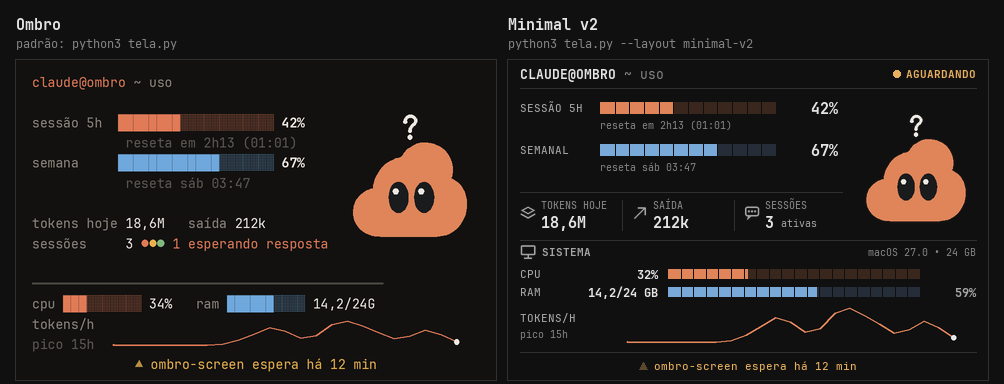 Ombro
padrão: python3 tela.py
claude@ombro ~ uso
sessão 5h 42%
reseta em 2h13 (01:01)
semana 67%
reseta sáb 03:47
?
tokens hoje 18,6M saída 212k
sessões 3 1 esperando resposta
cpu 34% ram 14,2/24G
tokens/h
pico 15h
ombro-screen espera há 12 min
Minimal v2
python3 tela.py --layout minimal-v2
CLAUDE@OMBRO ~ USO
AGUARDANDO
SESSÃO 5H 42%
reseta em 2h13 (01:01)
SEMANAL 67%
reseta sáb 03:47
?
TOKENS HOJE
18,6M
SAÍDA
212k
SESSÕES
3 ativas
SISTEMA
macOS 27.0 • 24 GB
CPU 32%
RAM 14,2/24 GB 59%
TOKENS/H
pico 15h
ombro-screen espera há 12 min